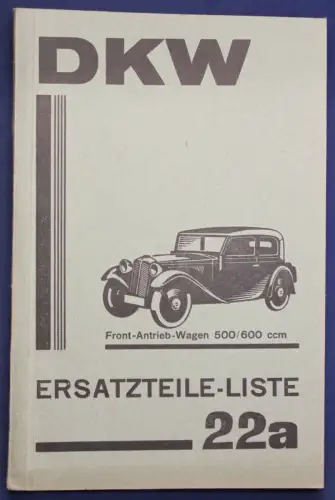 DKW
Front-Antrieb-Wagen 500/600 ccm
ERSATZTEILE-LISTE
22a